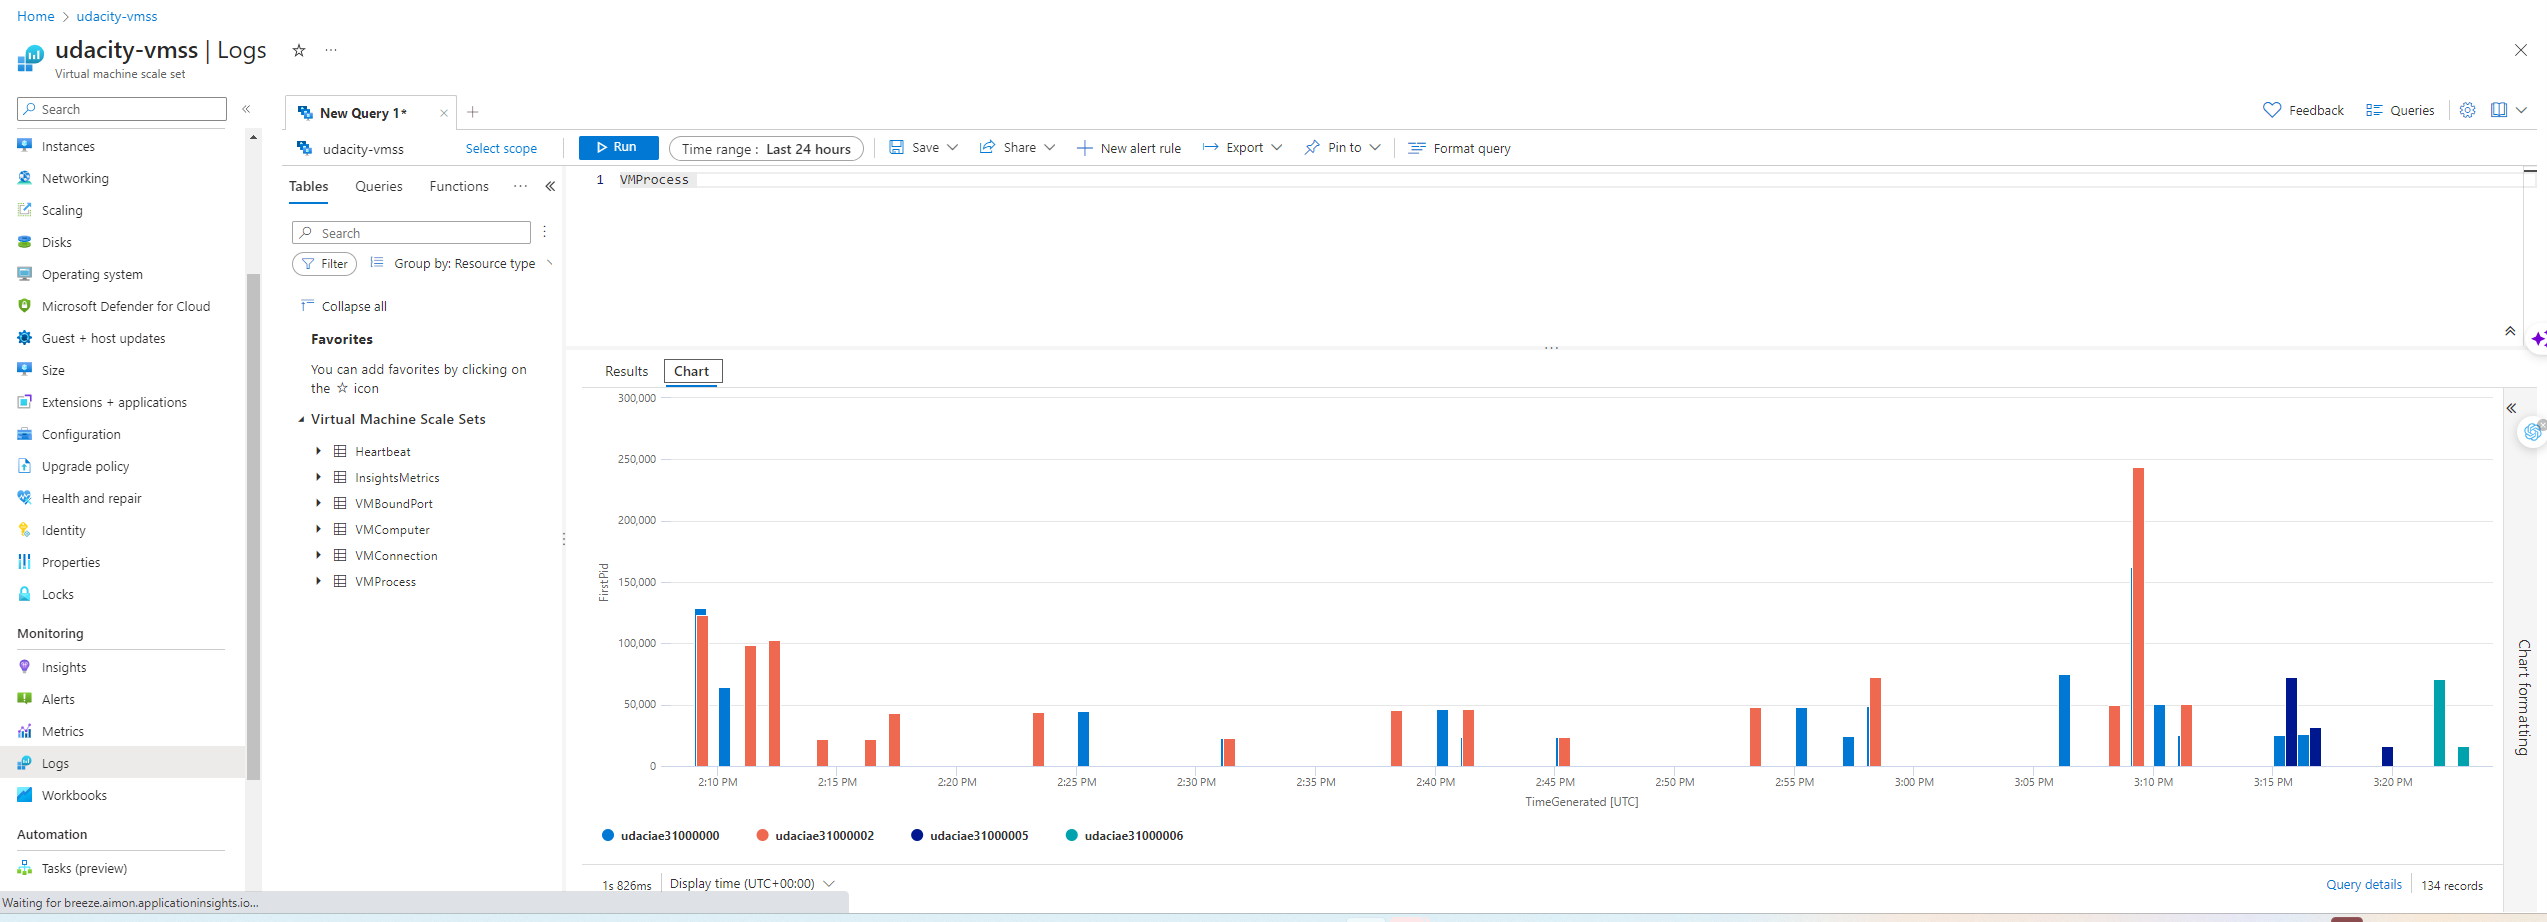 Home > udacity-vmss
udacity-vmss | Logs
Virtual machine scale set
Search
Instances
Networking
Scaling
Disks
Operating system
Microsoft Defender for Cloud
Guest + host updates
Size
Extensions + applications
Configuration
Upgrade policy
Health and repair
Identity
Properties
Locks
Monitoring
Insights
Alerts
Metrics
Logs
Workbooks
Automation
Tasks (preview)
Waiting for breeze.aimon.applicationinsights.io...
New Query 1*
Feedback
Queries
udacity-vmss
Select scope
Run
Time range : Last 24 hours
Save
Share
New alert rule
Export
Pin to
Format query
Tables
Queries
Functions
Search
Filter
Group by: Resource type
Collapse all
Favorites
You can add favorites by clicking on
the ☆ icon
Virtual Machine Scale Sets
Heartbeat
InsightsMetrics
VMBoundPort
VMComputer
VMConnection
VMProcess
1 VMProcess
Results
Chart
300,000
250,000
200,000
150,000
100,000
50,000
0
FirstPid
2:10 PM 2:15 PM 2:20 PM 2:25 PM 2:30 PM 2:35 PM 2:40 PM 2:45 PM 2:50 PM 2:55 PM 3:00 PM 3:05 PM 3:10 PM 3:15 PM 3:20 PM
TimeGenerated [UTC]
udaciae31000000 udaciae31000002 udaciae31000005 udaciae31000006
Chart formatting
1s 826ms
Display time (UTC+00:00)
Query details
134 records